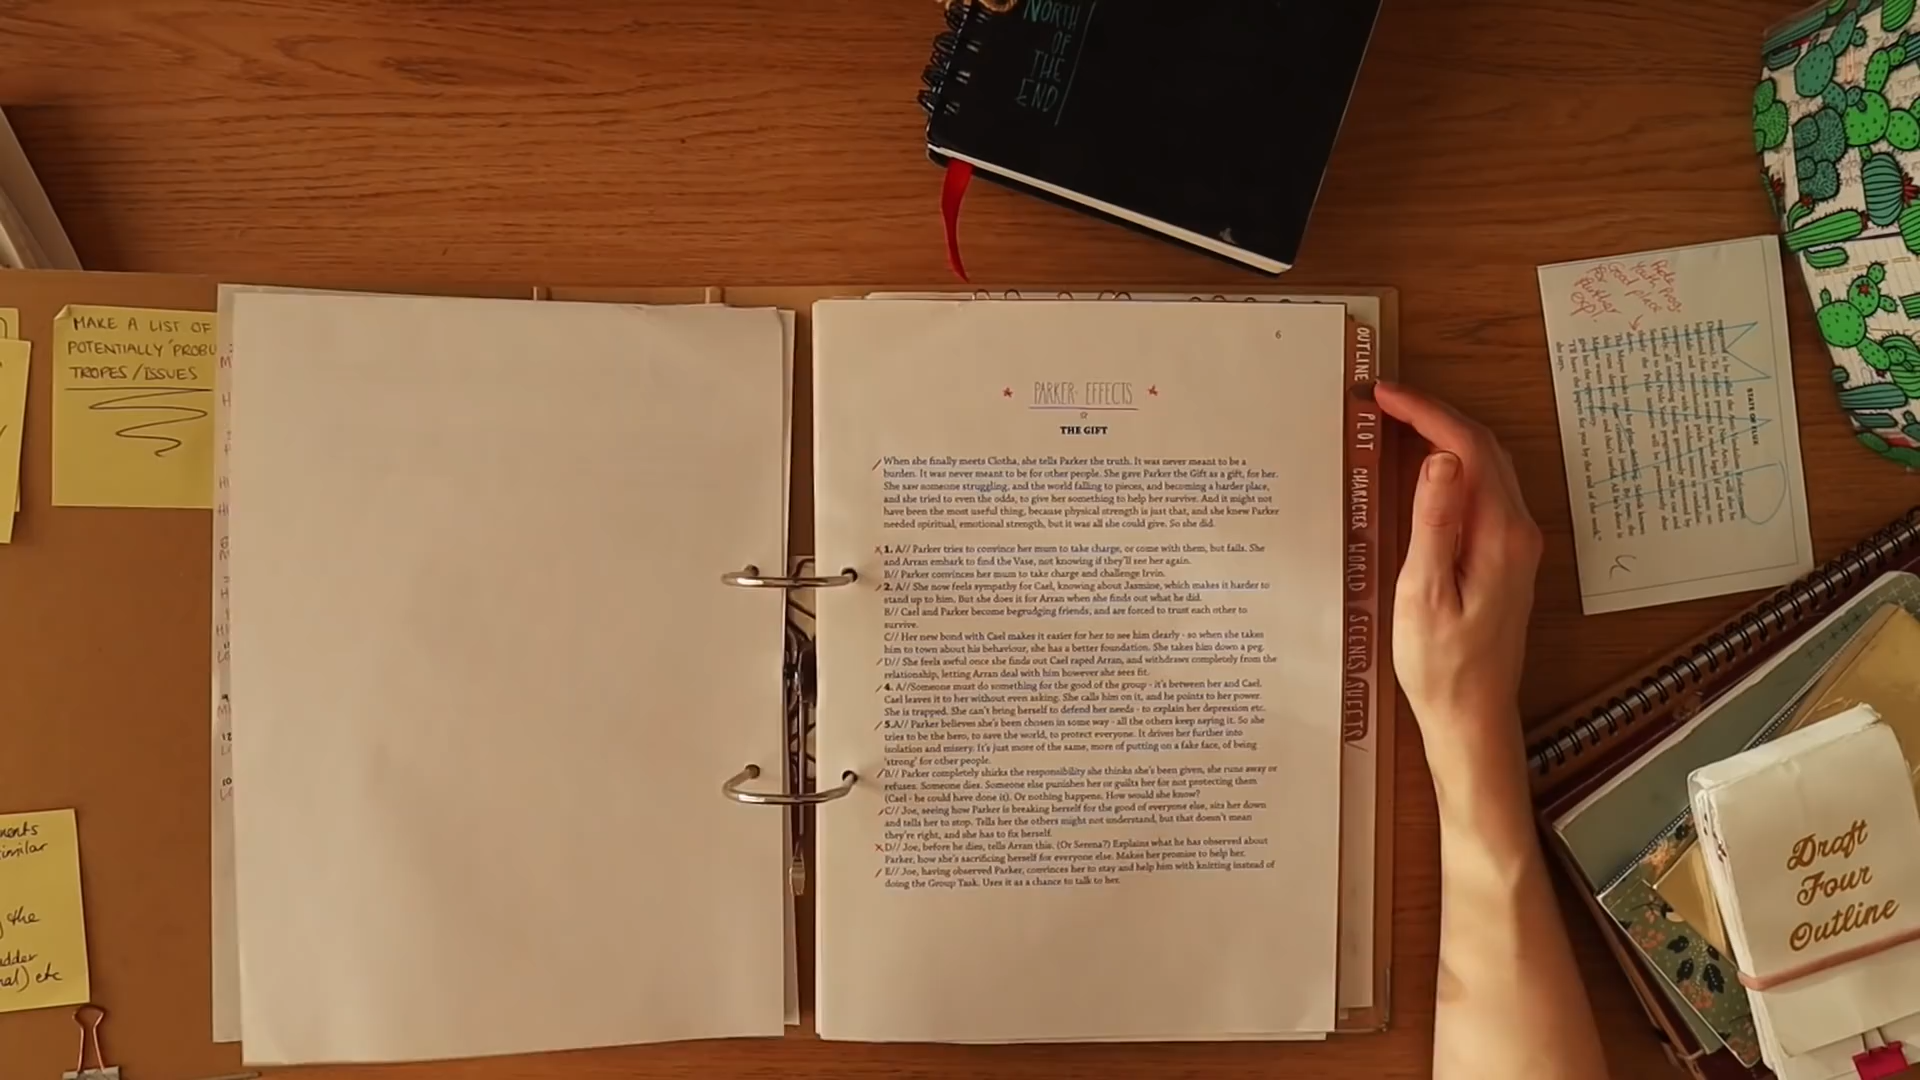 NORTH
OF
THE
END
MAKE A LIST OF
POTENTIALLY 'PROBL
TROPES/ISSUES
ments
similar
the
adder
nal) etc
6
PARKER: EFFECTS
THE GIFT
When she finally meets Clotha, she tells Parker the truth. It was never meant to be a
burden. It was never meant to be for other people. She gave Parker the Gift as a gift, for her.
She saw someone struggling, and the world falling to pieces, and becoming a harder place,
and she tried to even the odds, to give her something to help her survive. And it might not
have been the most useful thing, because physical strength is just that, and she knew Parker
needed spiritual, emotional strength, but it was all she could give. So she did.
1. A// Parker tries to convince her mum to take charge, or come with them, but fails. She
and Arran embark to find the Vase, not knowing if they'll see her again.
B// Parker convinces her mum to take charge and challenge Irvin.
2. A// She now feels sympathy for Cael, knowing about Jasmine, which makes it harder to
stand up to him. But she does it for Arran when she finds out what he did.
B// Cael and Parker become begrudging friends, and are forced to trust each other to
survive.
C// Her new bond with Cael makes it easier for her to see him clearly - so when she takes
him to town about his behaviour, she has a better foundation. She takes him down a peg.
D// She feels awful once she finds out Cael raped Arran, and withdraws completely from the
relationship, letting Arran deal with him however she sees fit.
4. A//Someone must do something for the good of the group - it's between her and Cael.
Cael leaves it to her without even asking. She calls him on it, and he points to her power.
She is trapped. She can't bring herself to defend her needs - to explain her depression etc.
5.A// Parker believes she's been chosen in some way - all the others keep saying it. So she
tries to be the hero, to save the world, to protect everyone. It drives her further into
isolation and misery. It's just more of the same, more of putting on a fake face, of being
'strong' for other people.
B// Parker completely shirks the responsibility she thinks she's been given, she runs away or
refuses. Someone dies. Someone else punishes her or guilts her for not protecting them
(Cael - he could have done it). Or nothing happens. How would she know?
C// Joe, seeing how Parker is breaking herself for the good of everyone else, sits her down
and tells her to stop. Tells her the others might not understand, but that doesn't mean
they're right, and she has to fix herself.
D// Joe, before he dies, tells Arran this. (Or Serena?) Explains what he has observed about
Parker, how she's sacrificing herself for everyone else. Makes her promise to help her.
E// Joe, having observed Parker, convinces her to stay and help him with knitting instead of
doing the Group Task. Uses it as a chance to talk to her.
OUTLINE
PLOT
CHARACTER
WORLD
SCENES/SHEETS/
STATE OF FLUX
Draft
Four
Outline